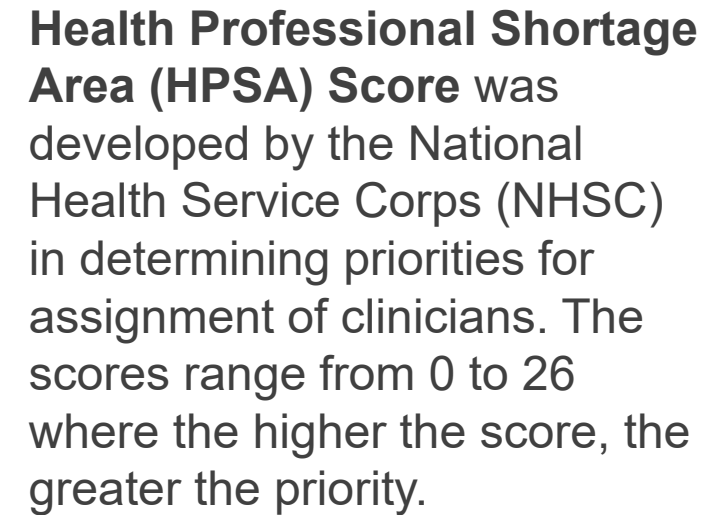 Health Professional Shortage
Area (HPSA) Score was
developed by the National
Health Service Corps (NHSC)
in determining priorities for
assignment of clinicians. The
scores range from 0 to 26
where the higher the score, the
greater the priority.